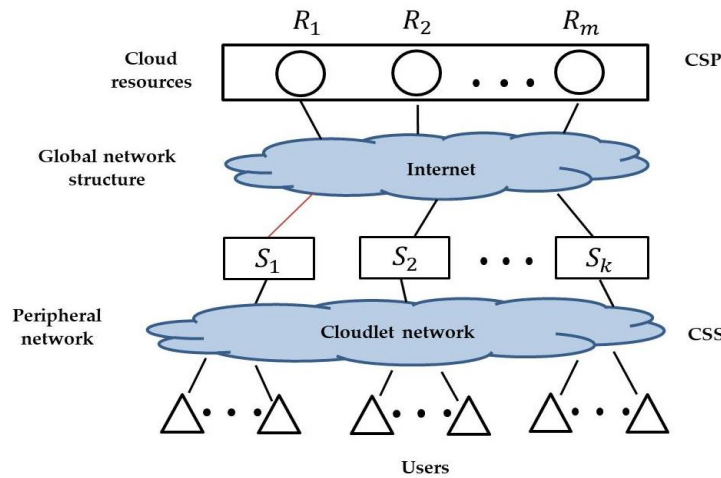 R₁ R₂ Rₘ
Cloud
resources
CSP
Global network
structure
Internet
S₁ S₂ • • • Sₖ
Peripheral
network
Cloudlet network
CSS
Users